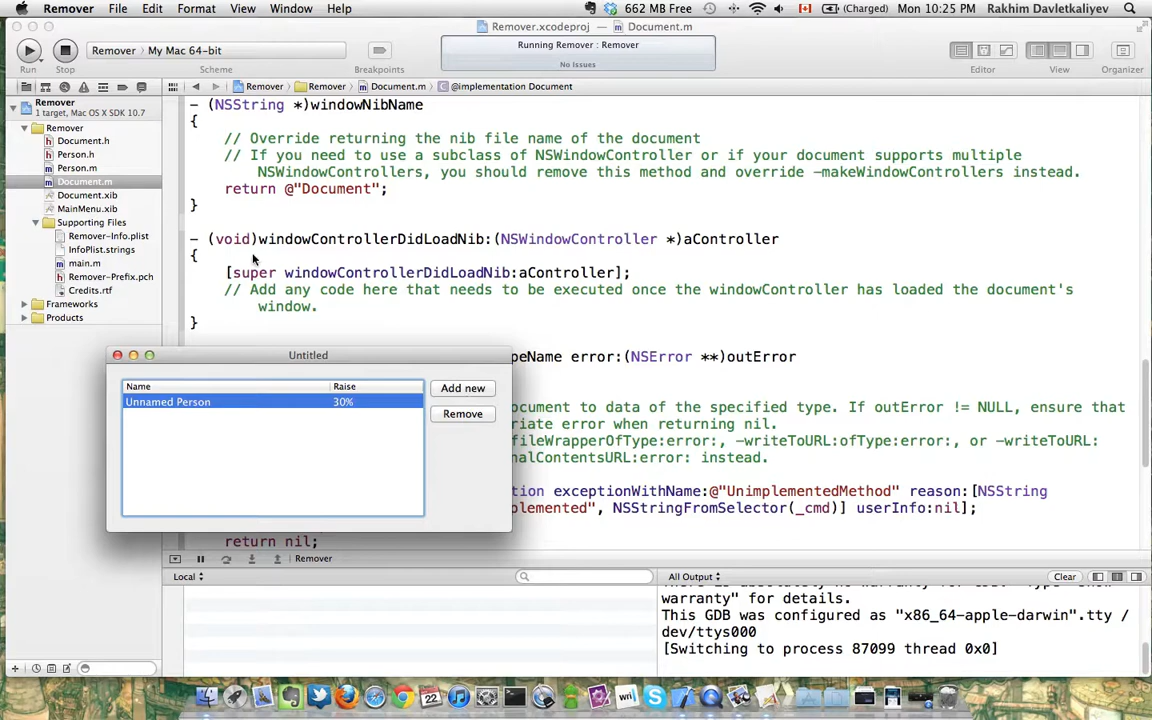 Remover File Edit Format View Window Help 662 MB Free (Charged) Mon 10:25 PM Rakhim Davletkaliyev
Remover.xcodeproj — Document.m
Remover My Mac 64-bit
Running Remover : Remover
No Issues
Run Stop Scheme Breakpoints Editor View Organizer
Remover Remover Document.m @implementation Document
Remover
1 target, Mac OS X SDK 10.7
Remover
Document.h
Person.h
Person.m
Document.m
Document.xib
MainMenu.xib
Supporting Files
Remover-Info.plist
InfoPlist.strings
main.m
Remover-Prefix.pch
Credits.rtf
Frameworks
Products
- (NSString *)windowNibName
{
// Override returning the nib file name of the document
// If you need to use a subclass of NSWindowController or if your document supports multiple
NSWindowControllers, you should remove this method and override -makeWindowControllers instead.
return @"Document";
}
- (void)windowControllerDidLoadNib:(NSWindowController *)aController
{
[super windowControllerDidLoadNib:aController];
// Add any code here that needs to be executed once the windowController has loaded the document's
window.
}
peName error:(NSError **)outError
ocument to data of the specified type. If outError != NULL, ensure that
riate error when returning nil.
fileWrapperOfType:error:, -writeToURL:ofType:error:, or -writeToURL:
nalContentsURL:error: instead.
tion exceptionWithName:@"UnimplementedMethod" reason:[NSString
plemented", NSStringFromSelector(_cmd)] userInfo:nil];
return nil;
Untitled
Name Raise
Unnamed Person 30%
Add new
Remove
Remover
Local
All Output
Clear
warranty" for details.
This GDB was configured as "x86_64-apple-darwin".tty /
dev/ttys000
[Switching to process 87099 thread 0x0]
22
wri